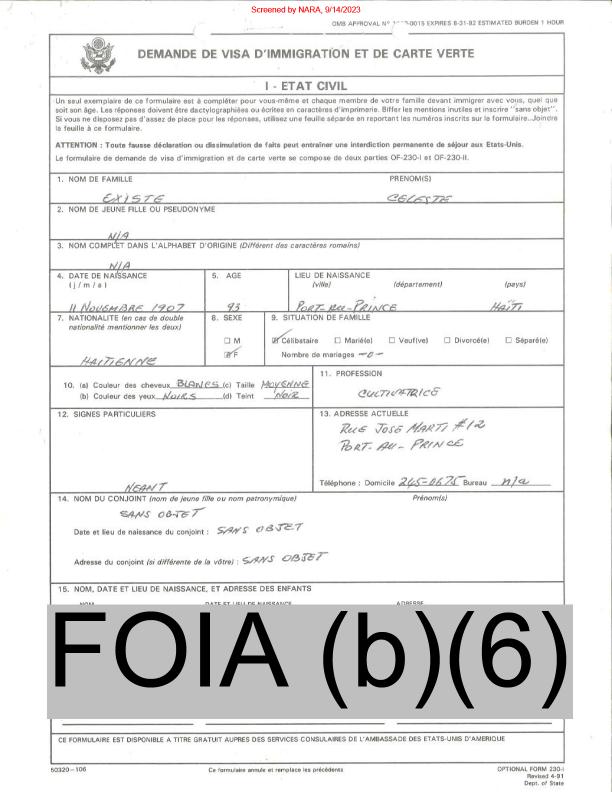 Screened by NARA, 9/14/2023
OMB APPROVAL Nº -0015 EXPIRES 8-31-92 ESTIMATED BURDEN 1 HOUR
DEMANDE DE VISA D'IMMIGRATION ET DE CARTE VERTE
I - ETAT CIVIL
Un seul exemplaire de ce formulaire est à compléter pour vous-même et chaque membre de votre famille devant immigrer avec vous, quel que
soit son âge. Les réponses doivent être dactylographiées ou écrites en caractères d'imprimerie. Biffer les mentions inutiles et inscrire "sans objet".
Si vous ne disposez pas d'assez de place pour les réponses, utilisez une feuille séparée en reportant les numéros inscrits sur la formulaire. Joindre
la feuille à ce formulaire.
ATTENTION : Toute fausse déclaration ou dissimulation de faits peut entraîner une interdiction permanente de séjour aux Etats-Unis.
Le formulaire de demande de visa d'immigration et de carte verte se compose de deux parties OF-230-I et OF-230-II.
1. NOM DE FAMILLE PRENOM(S)
EXISTE CELESTE
2. NOM DE JEUNE FILLE OU PSEUDONYME
N/A
3. NOM COMPLET DANS L'ALPHABET D'ORIGINE (Différent des caractères romains)
N/A
4. DATE DE NAISSANCE 5. AGE LIEU DE NAISSANCE
( j / m / a ) (ville) (département) (pays)
11 NOVEMBRE 1907 93 PORT-AU-PRINCE HAÏTI
7. NATIONALITÉ (en cas de double 8. SEXE 9. SITUATION DE FAMILLE
nationalité mentionner les deux)
☐ M ☑ Célibataire ☐ Marié(e) ☐ Veuf(ve) ☐ Divorcé(e) ☐ Séparé(e)
HAITIENNE ☑ F Nombre de mariages -0-
10. (a) Couleur des cheveux BLANCS (c) Taille MOYENNE 11. PROFESSION
(b) Couleur des yeux NOIRS (d) Teint NOIR CULTIVATRICE
12. SIGNES PARTICULIERS 13. ADRESSE ACTUELLE
RUE JOSE MARTI #12
PORT-AU-PRINCE
NEANT Téléphone : Domicile 245-0675 Bureau n/a
14. NOM DU CONJOINT (nom de jeune fille ou nom patronymique) Prénom(s)
SANS OBJET
Date et lieu de naissance du conjoint : SANS OBJET
Adresse du conjoint (si différente de la vôtre) : SANS OBJET
15. NOM, DATE ET LIEU DE NAISSANCE, ET ADRESSE DES ENFANTS
NOM DATE ET LIEU DE NAISSANCE ADRESSE
FOIA (b)(6)
CE FORMULAIRE EST DISPONIBLE A TITRE GRATUIT AUPRES DES SERVICES CONSULAIRES DE L'AMBASSADE DES ETATS-UNIS D'AMERIQUE
50320-106 Ce formulaire annule et remplace les précédents OPTIONAL FORM 230-I
Revised 4-91
Dept. of State